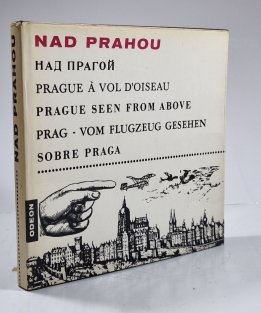 NAD PRAHOU
НАД ПРАГОЙ
PRAGUE À VOL D'OISEAU
PRAGUE SEEN FROM ABOVE
PRAG - VOM FLUGZEUG GESEHEN
SOBRE PRAGA
NAD PRAHOU
ODEON